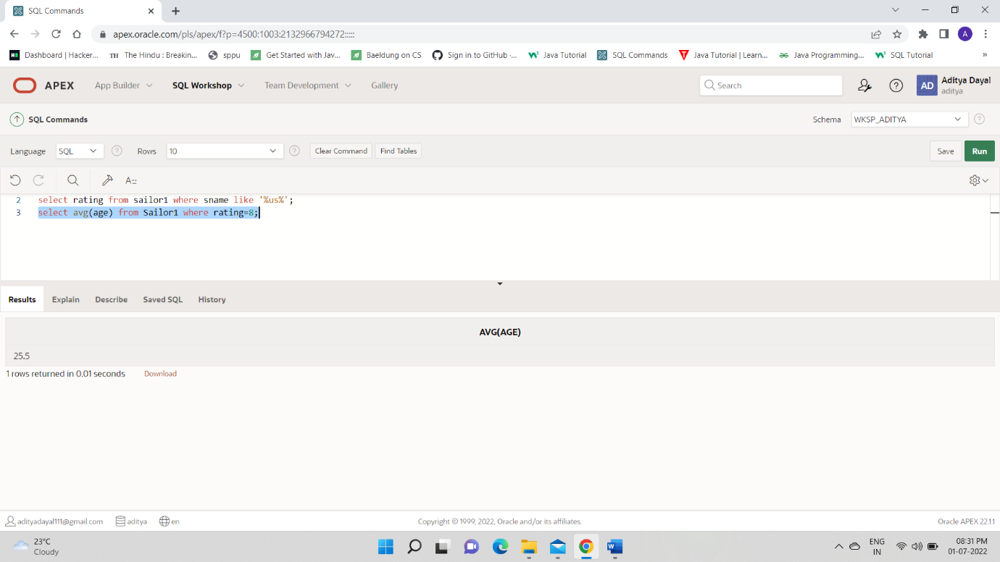 SQL Commands
apex.oracle.com/pls/apex/f?p=4500:1003:2132966794272:::::
A
Dashboard | Hacker... TH The Hindu : Breakin... sppu Get Started with Jav... Baeldung on CS Sign in to GitHub ·... Java Tutorial SQL Commands Java Tutorial | Learn... Java Programming... SQL Tutorial »
APEX App Builder SQL Workshop Team Development Gallery Search AD Aditya Dayal
aditya
SQL Commands Schema WKSP_ADITYA
Language SQL Rows 10 Clear Command Find Tables Save Run
2 select rating from sailor1 where sname like '%us%';
3 select avg(age) from Sailor1 where rating=8;
Results Explain Describe Saved SQL History
AVG(AGE)
25.5
1 rows returned in 0.01 seconds Download
adityadayal111@gmail.com aditya en Copyright © 1999, 2022, Oracle and/or its affiliates. Oracle APEX 22.1.1
23°C
Cloudy
ENG
IN
08:31 PM
01-07-2022